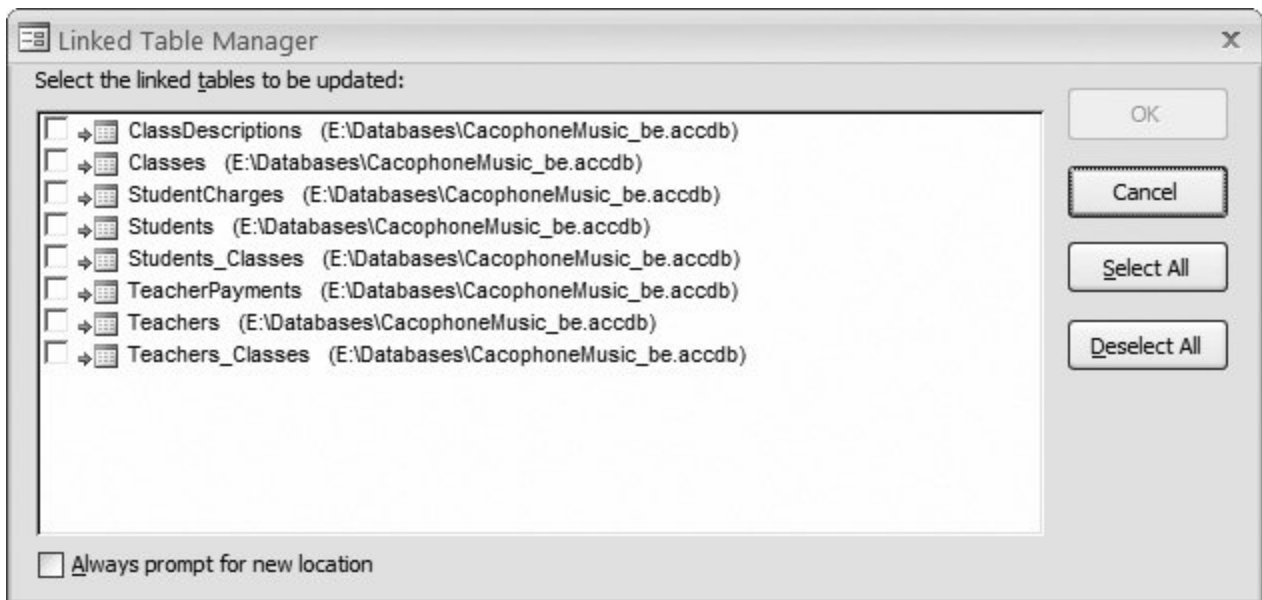 Linked Table Manager
Select the linked tables to be updated:
ClassDescriptions (E:\Databases\CacophoneMusic_be.accdb)
Classes (E:\Databases\CacophoneMusic_be.accdb)
StudentCharges (E:\Databases\CacophoneMusic_be.accdb)
Students (E:\Databases\CacophoneMusic_be.accdb)
Students_Classes (E:\Databases\CacophoneMusic_be.accdb)
TeacherPayments (E:\Databases\CacophoneMusic_be.accdb)
Teachers (E:\Databases\CacophoneMusic_be.accdb)
Teachers_Classes (E:\Databases\CacophoneMusic_be.accdb)
Always prompt for new location
OK
Cancel
Select All
Deselect All